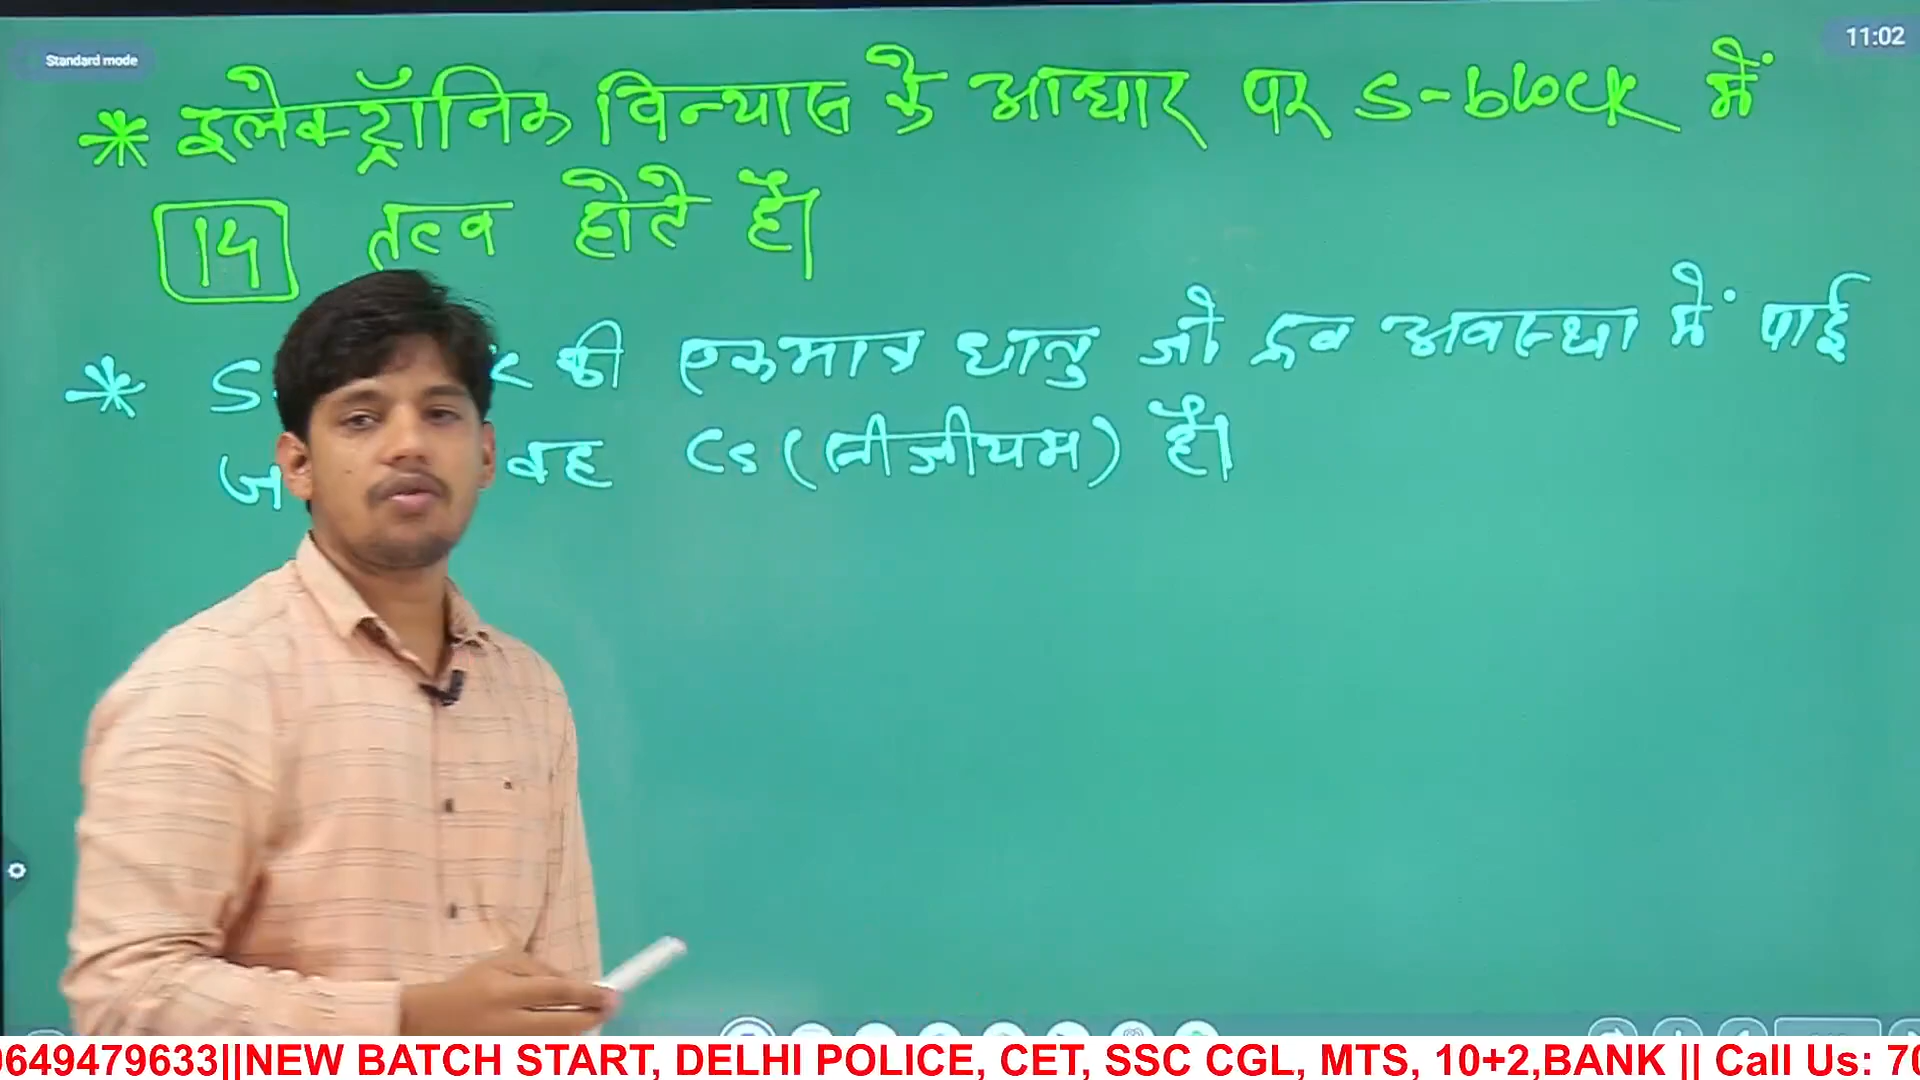 Standard mode
11:02
* इलेक्ट्रॉनिक विन्यास के आधार पर S-block में
14 तत्व होते हैं।
* की एकमात्र धातु जो द्रव अवस्था में पाई
वह Cs (सीजीयम) है।
0649479633||NEW BATCH START, DELHI POLICE, CET, SSC CGL, MTS, 10+2,BANK || Call Us: 70